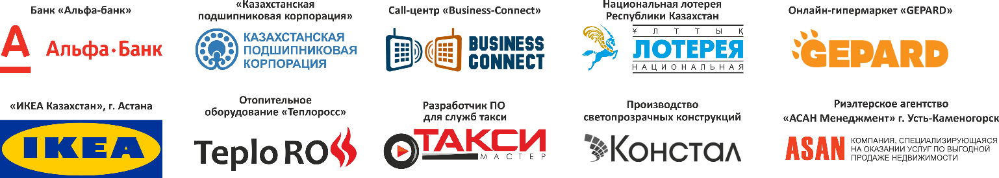 Банк «Альфа-банк»
А
Альфа·Банк
«Казахстанская
подшипниковая корпорация»
КАЗАХСТАНСКАЯ
ПОДШИПНИКОВАЯ
КОРПОРАЦИЯ
Call-центр «Business-Connect»
BUSINESS
CONNECT
Национальная лотерея
Республики Казахстан
ҰЛТТЫҚ
ЛОТЕРЕЯ
НАЦИОНАЛЬНАЯ
Онлайн-гипермаркет «GEPARD»
GEPARD
«ИКЕА Казахстан», г. Астана
IKEA
Отопительное
оборудование «Теплоросс»
Teplo ROSS
Разработчик ПО
для служб такси
ТАКСИ
МАСТЕР
Производство
светопрозрачных конструкций
Констал
Риэлтерское агентство
«АСАН Менеджмент» г. Усть-Каменогорск
ASAN
КОМПАНИЯ, СПЕЦИАЛИЗИРУЮЩАЯСЯ
НА ОКАЗАНИИ УСЛУГ ПО ВЫГОДНОЙ
ПРОДАЖЕ НЕДВИЖИМОСТИ